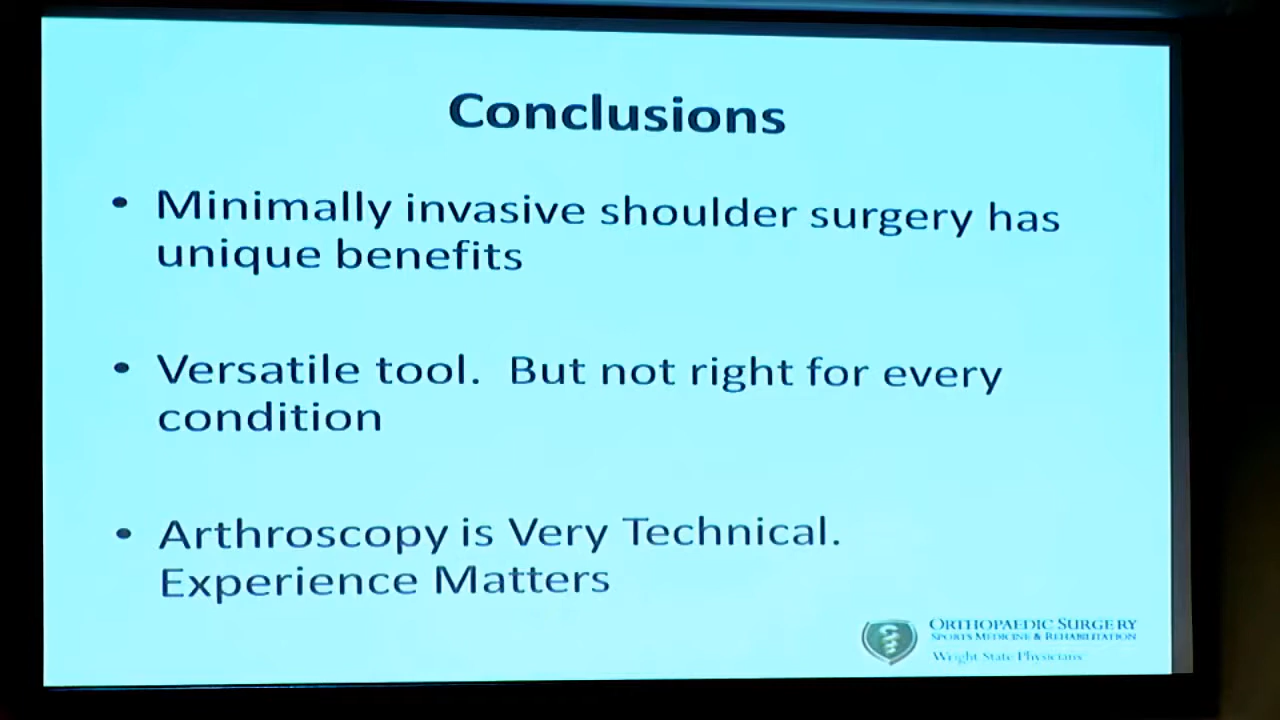 Conclusions
• Minimally invasive shoulder surgery has
unique benefits
• Versatile tool.  But not right for every
condition
• Arthroscopy is Very Technical.
Experience Matters
ORTHOPAEDIC SURGERY
SPORTS MEDICINE & REHABILITATION
Wright State Physicians